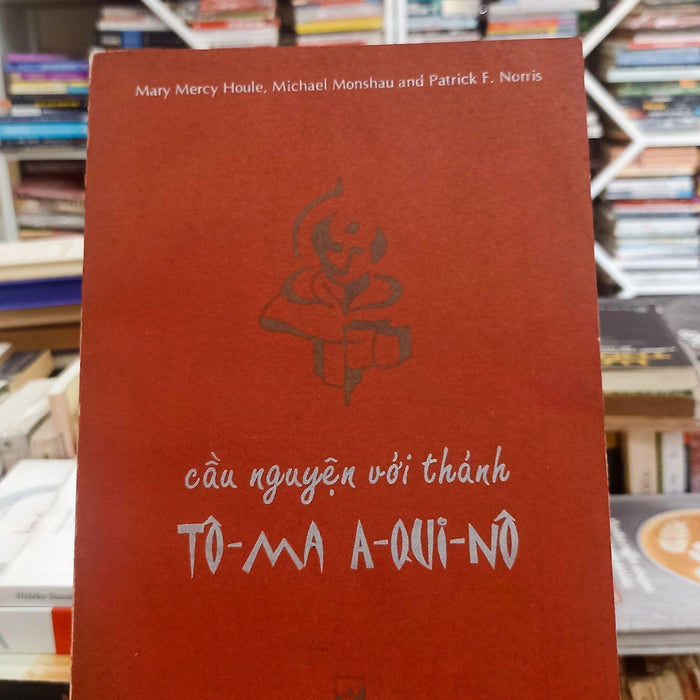 Mary Mercy Houle, Michael Monshau and Patrick F. Norris
cầu nguyện với thánh
TÔ-MA A-QUI-NÔ